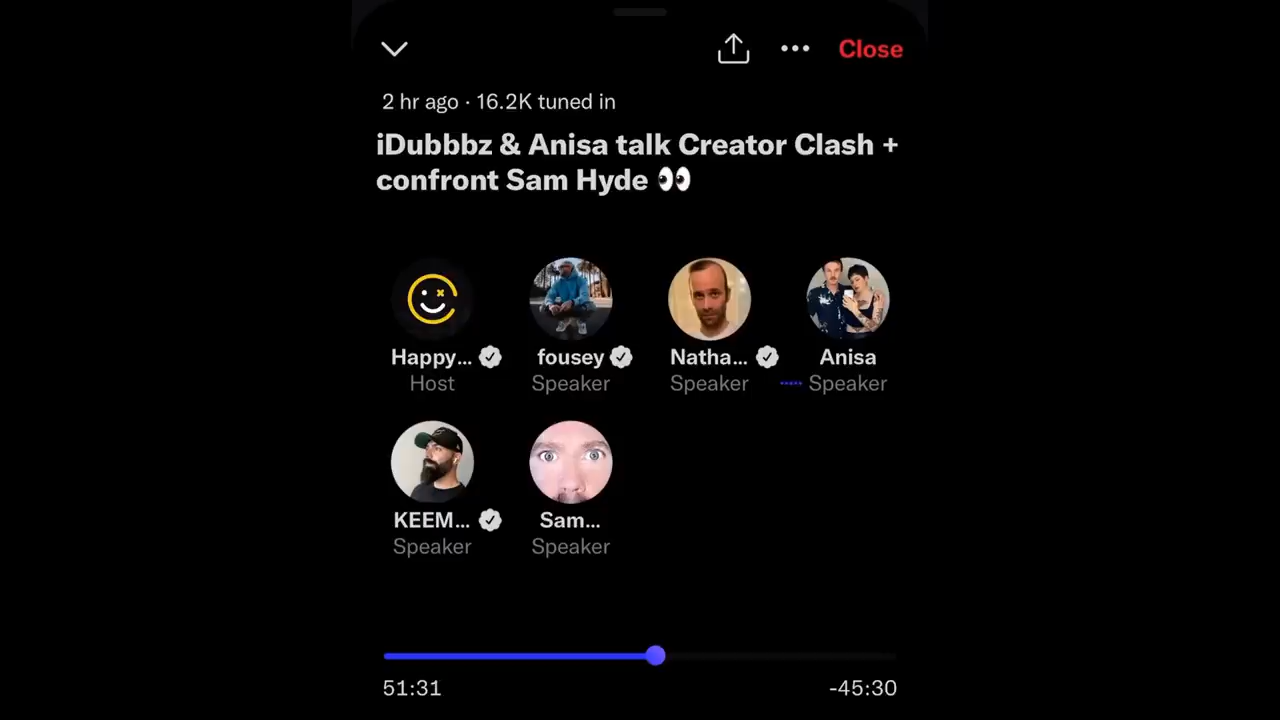 Close
2 hr ago · 16.2K tuned in
iDubbbz & Anisa talk Creator Clash +
confront Sam Hyde 👀
Happy... fousey Natha... Anisa
Host Speaker Speaker Speaker
KEEM... Sam...
Speaker Speaker
51:31 -45:30